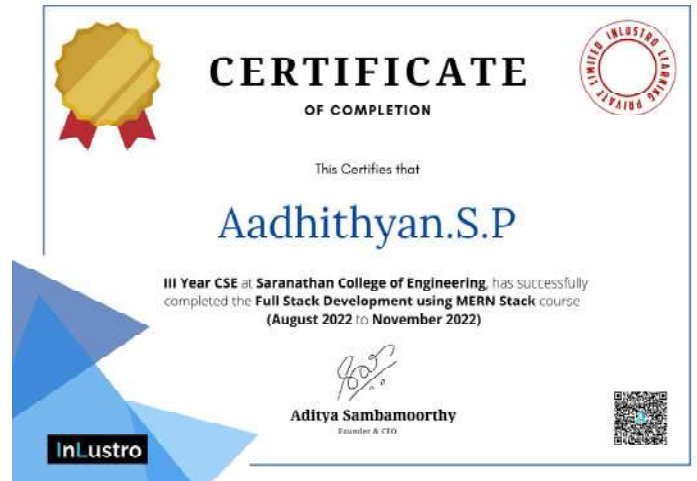 CERTIFICATE
OF COMPLETION
INLUSTRO LEARNING PRIVATE LIMITED
This Certifies that
Aadhithyan.S.P
III Year CSE at Saranathan College of Engineering, has successfully
completed the Full Stack Development using MERN Stack course
(August 2022 to November 2022)
Aditya Sambamoorthy
Founder & CEO
InLustro